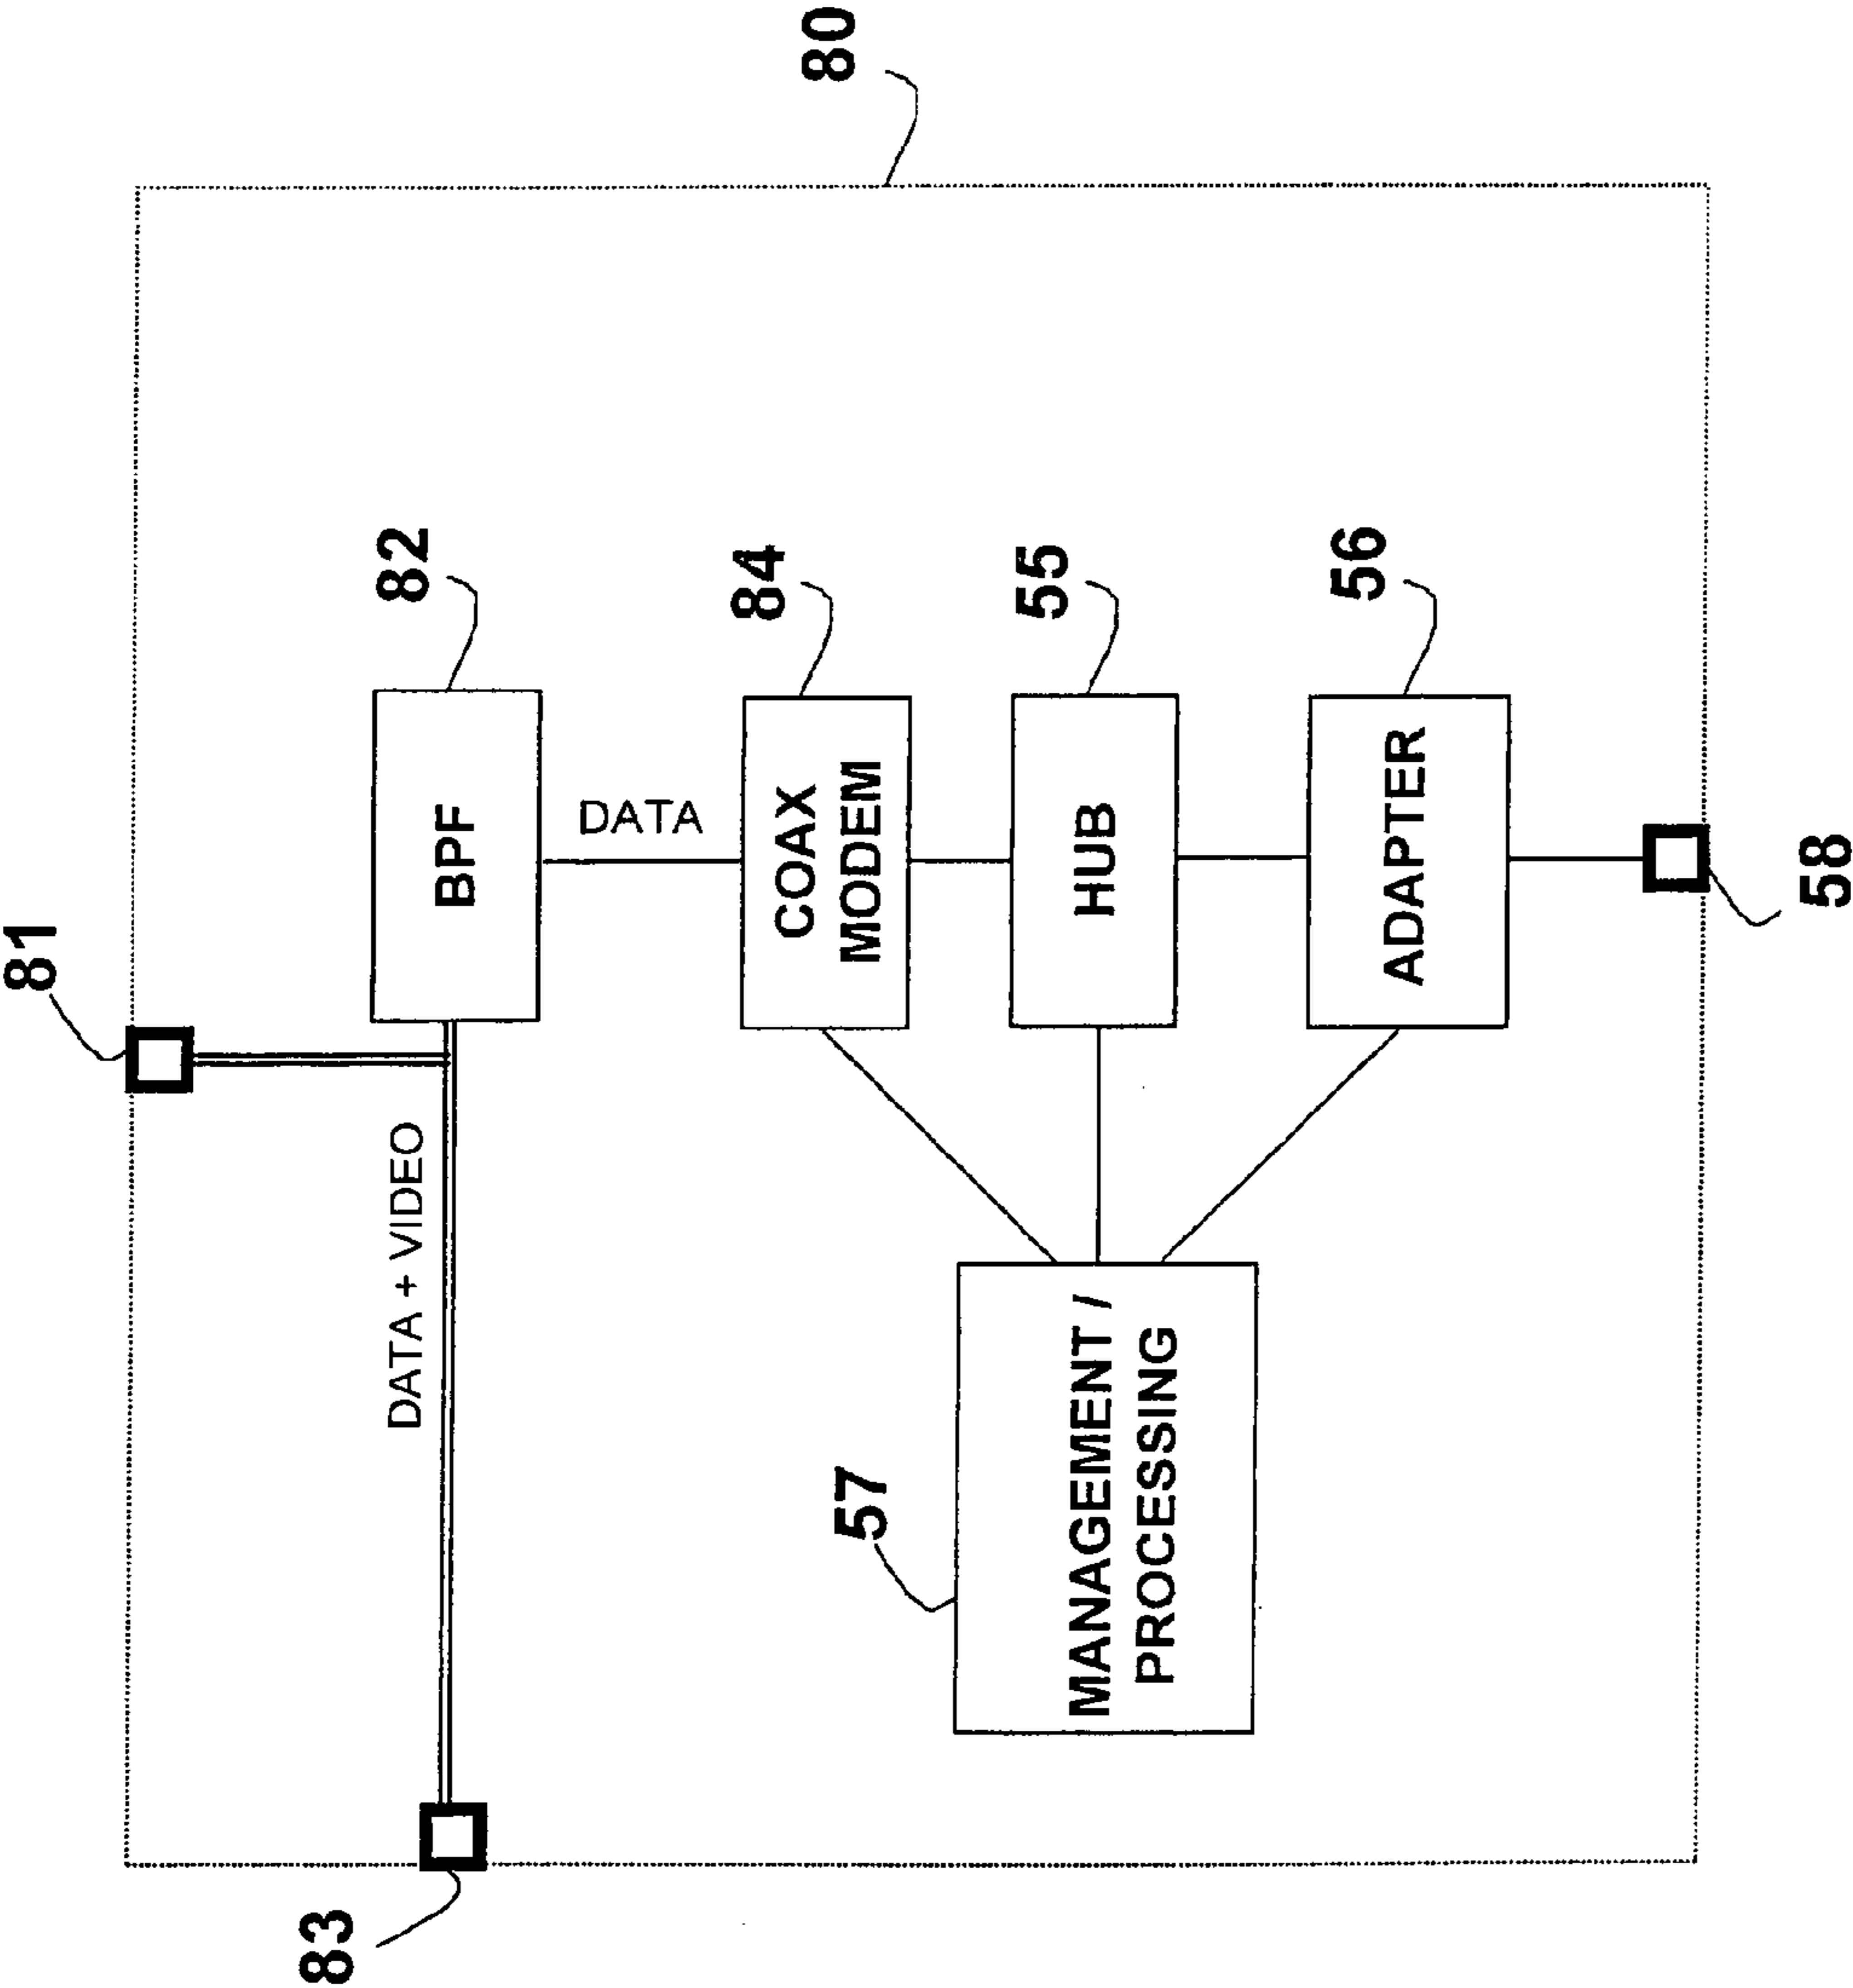 80
81
82
BPF
DATA + VIDEO
DATA
84
COAX
MODEM
55
HUB
56
ADAPTER
57
MANAGEMENT /
PROCESSING
83
58